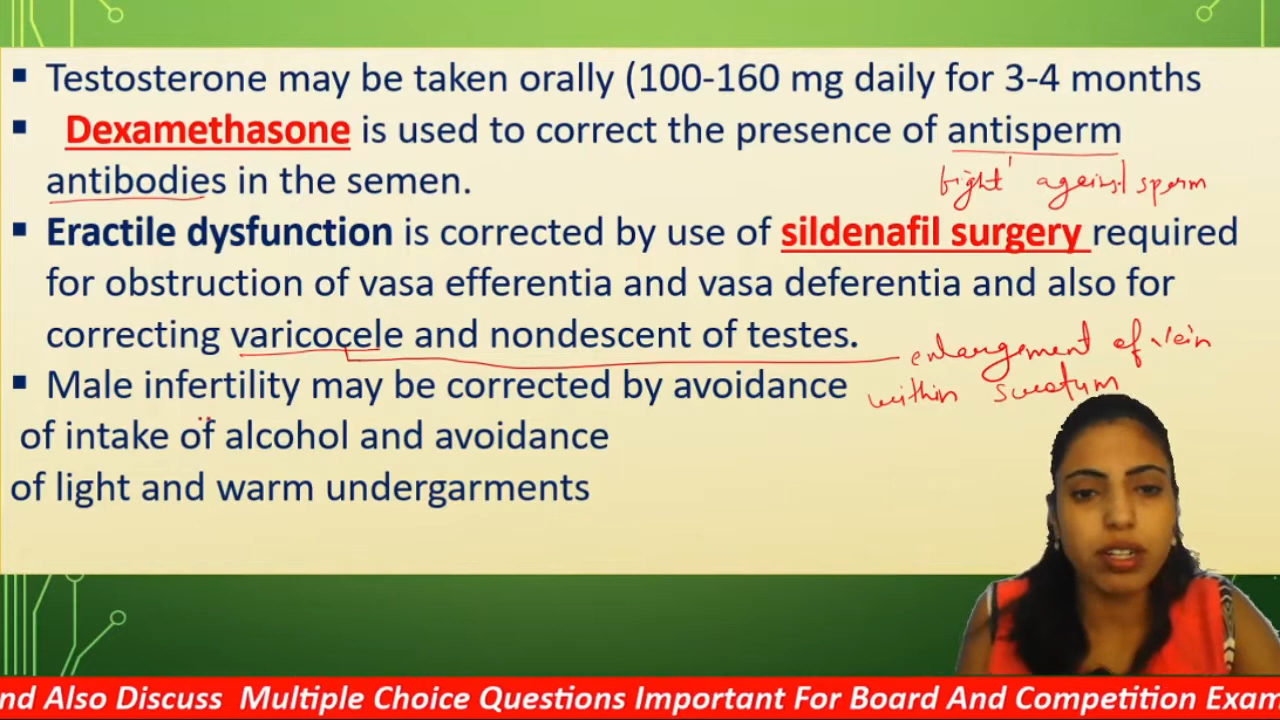 ▪ Testosterone may be taken orally (100-160 mg daily for 3-4 months
▪ Dexamethasone is used to correct the presence of antisperm
antibodies in the semen.
fight against sperm
▪ Eractile dysfunction is corrected by use of sildenafil surgery required
for obstruction of vasa efferentia and vasa deferentia and also for
correcting varicocele and nondescent of testes.
enlargement of vein
within
▪ Male infertility may be corrected by avoidance
of intake of alcohol and avoidance
of light and warm undergarments
nd Also Discuss Multiple Choice Questions Important For Board And Competition Exam